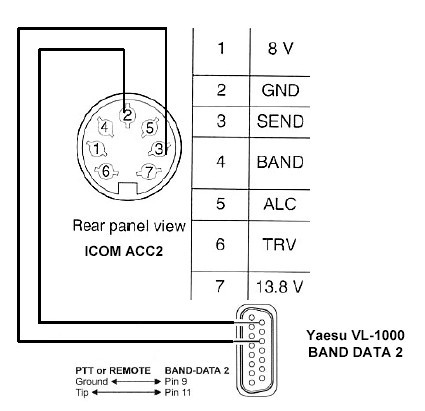 1 8 V
2 GND
3 SEND
4 BAND
5 ALC
6 TRV
7 13.8 V
2
4 5
1 3
6 7
Rear panel view
ICOM ACC2
Yaesu VL-1000
BAND DATA 2
PTT or REMOTE BAND-DATA 2
Ground Pin 9
Tip Pin 11